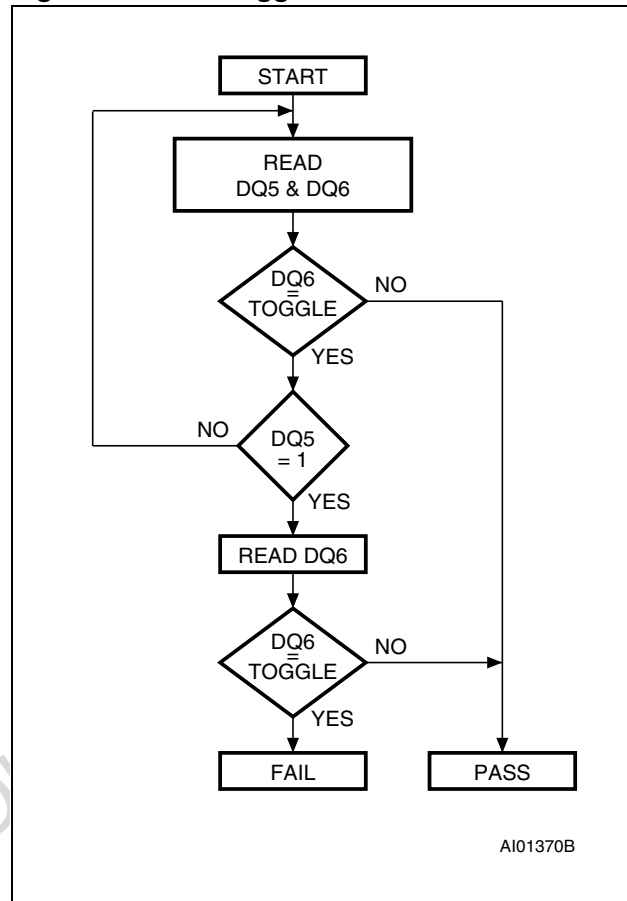 START
READ
DQ5 & DQ6
DQ6
=
TOGGLE
NO
YES
NO
DQ5
= 1
YES
READ DQ6
DQ6
=
TOGGLE
NO
YES
FAIL
PASS
AI01370B